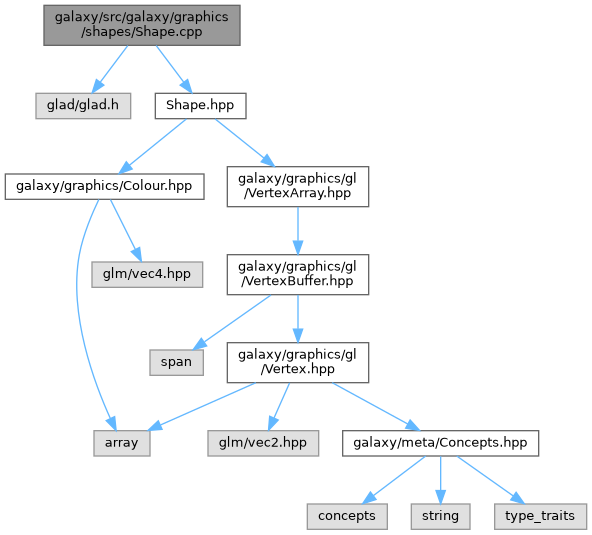 galaxy/src/galaxy/graphics
/shapes/Shape.cpp
glad/glad.h
Shape.hpp
galaxy/graphics/Colour.hpp
galaxy/graphics/gl
/VertexArray.hpp
glm/vec4.hpp
galaxy/graphics/gl
/VertexBuffer.hpp
span
galaxy/graphics/gl
/Vertex.hpp
array
glm/vec2.hpp
galaxy/meta/Concepts.hpp
concepts
string
type_traits